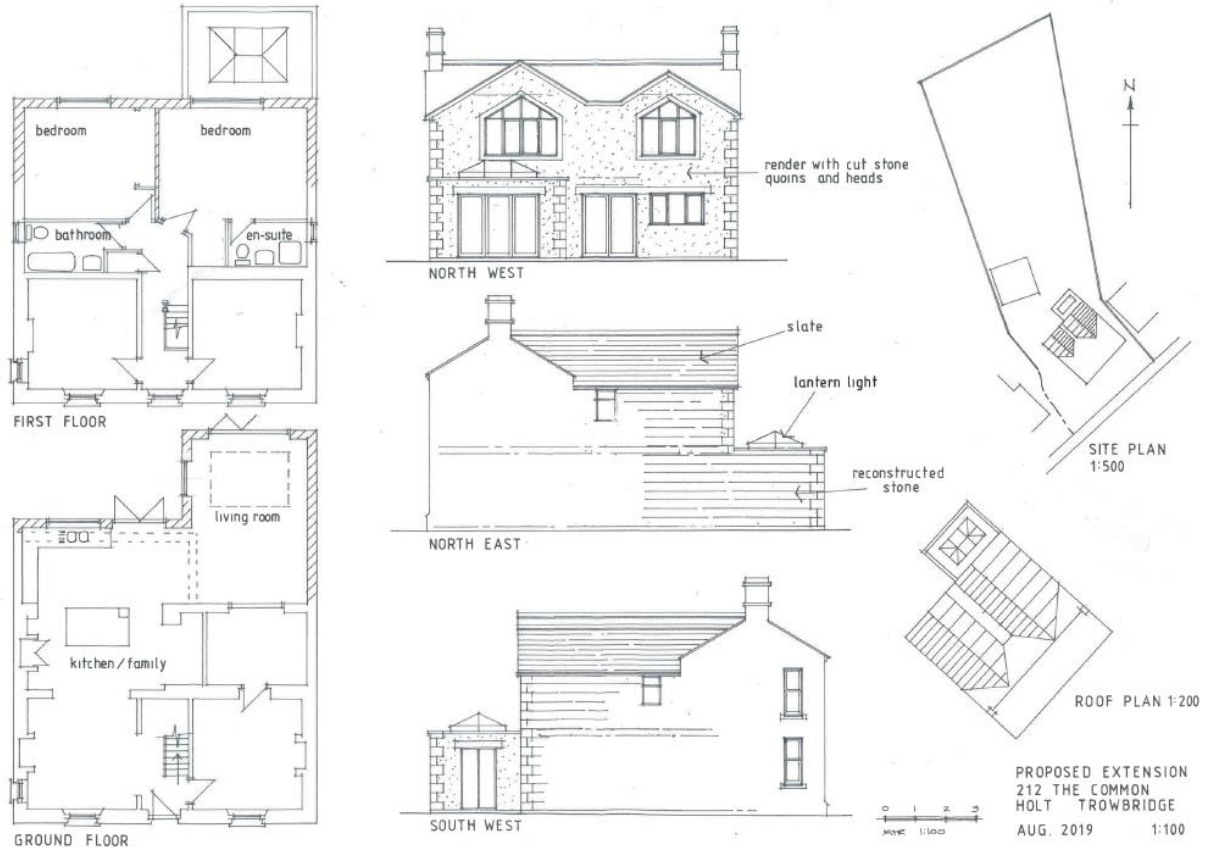 bedroom
bedroom
bathroom
en-suite
FIRST FLOOR
living room
kitchen/family
GROUND FLOOR
render with cut stone
quoins and heads
NORTH WEST
slate
lantern light
reconstructed
stone
NORTH EAST
SOUTH WEST
N
SITE PLAN
1:500
ROOF PLAN 1:200
0 1 2 3
1:100
PROPOSED EXTENSION
212 THE COMMON
HOLT TROWBRIDGE
AUG. 2019 1:100